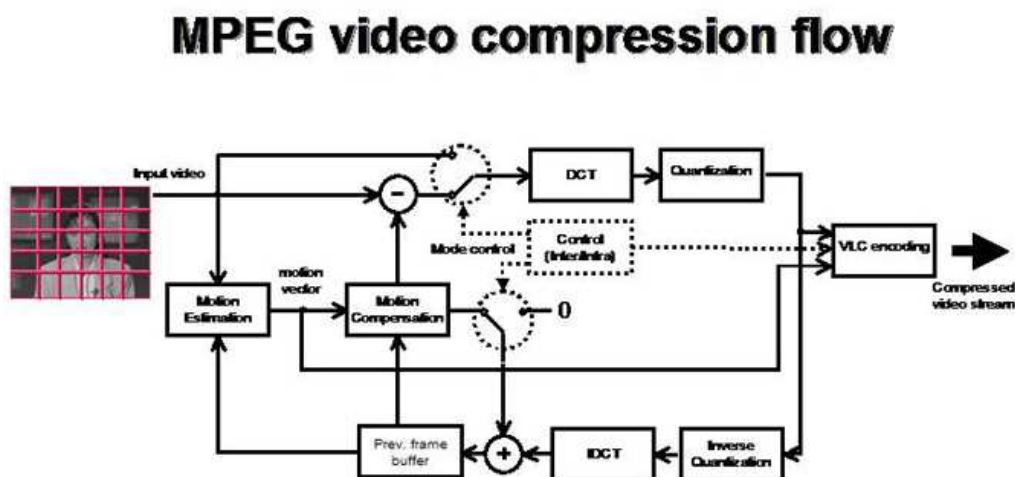 MPEG video compression flow
Input video
DCT
Quantization
Mode control
Control
(Inter/Intra)
VLC encoding
motion
vector
Motion
Estimation
Motion
Compensation
0
Compressed
video stream
Prev. frame
buffer
IDCT
Inverse
Quantization